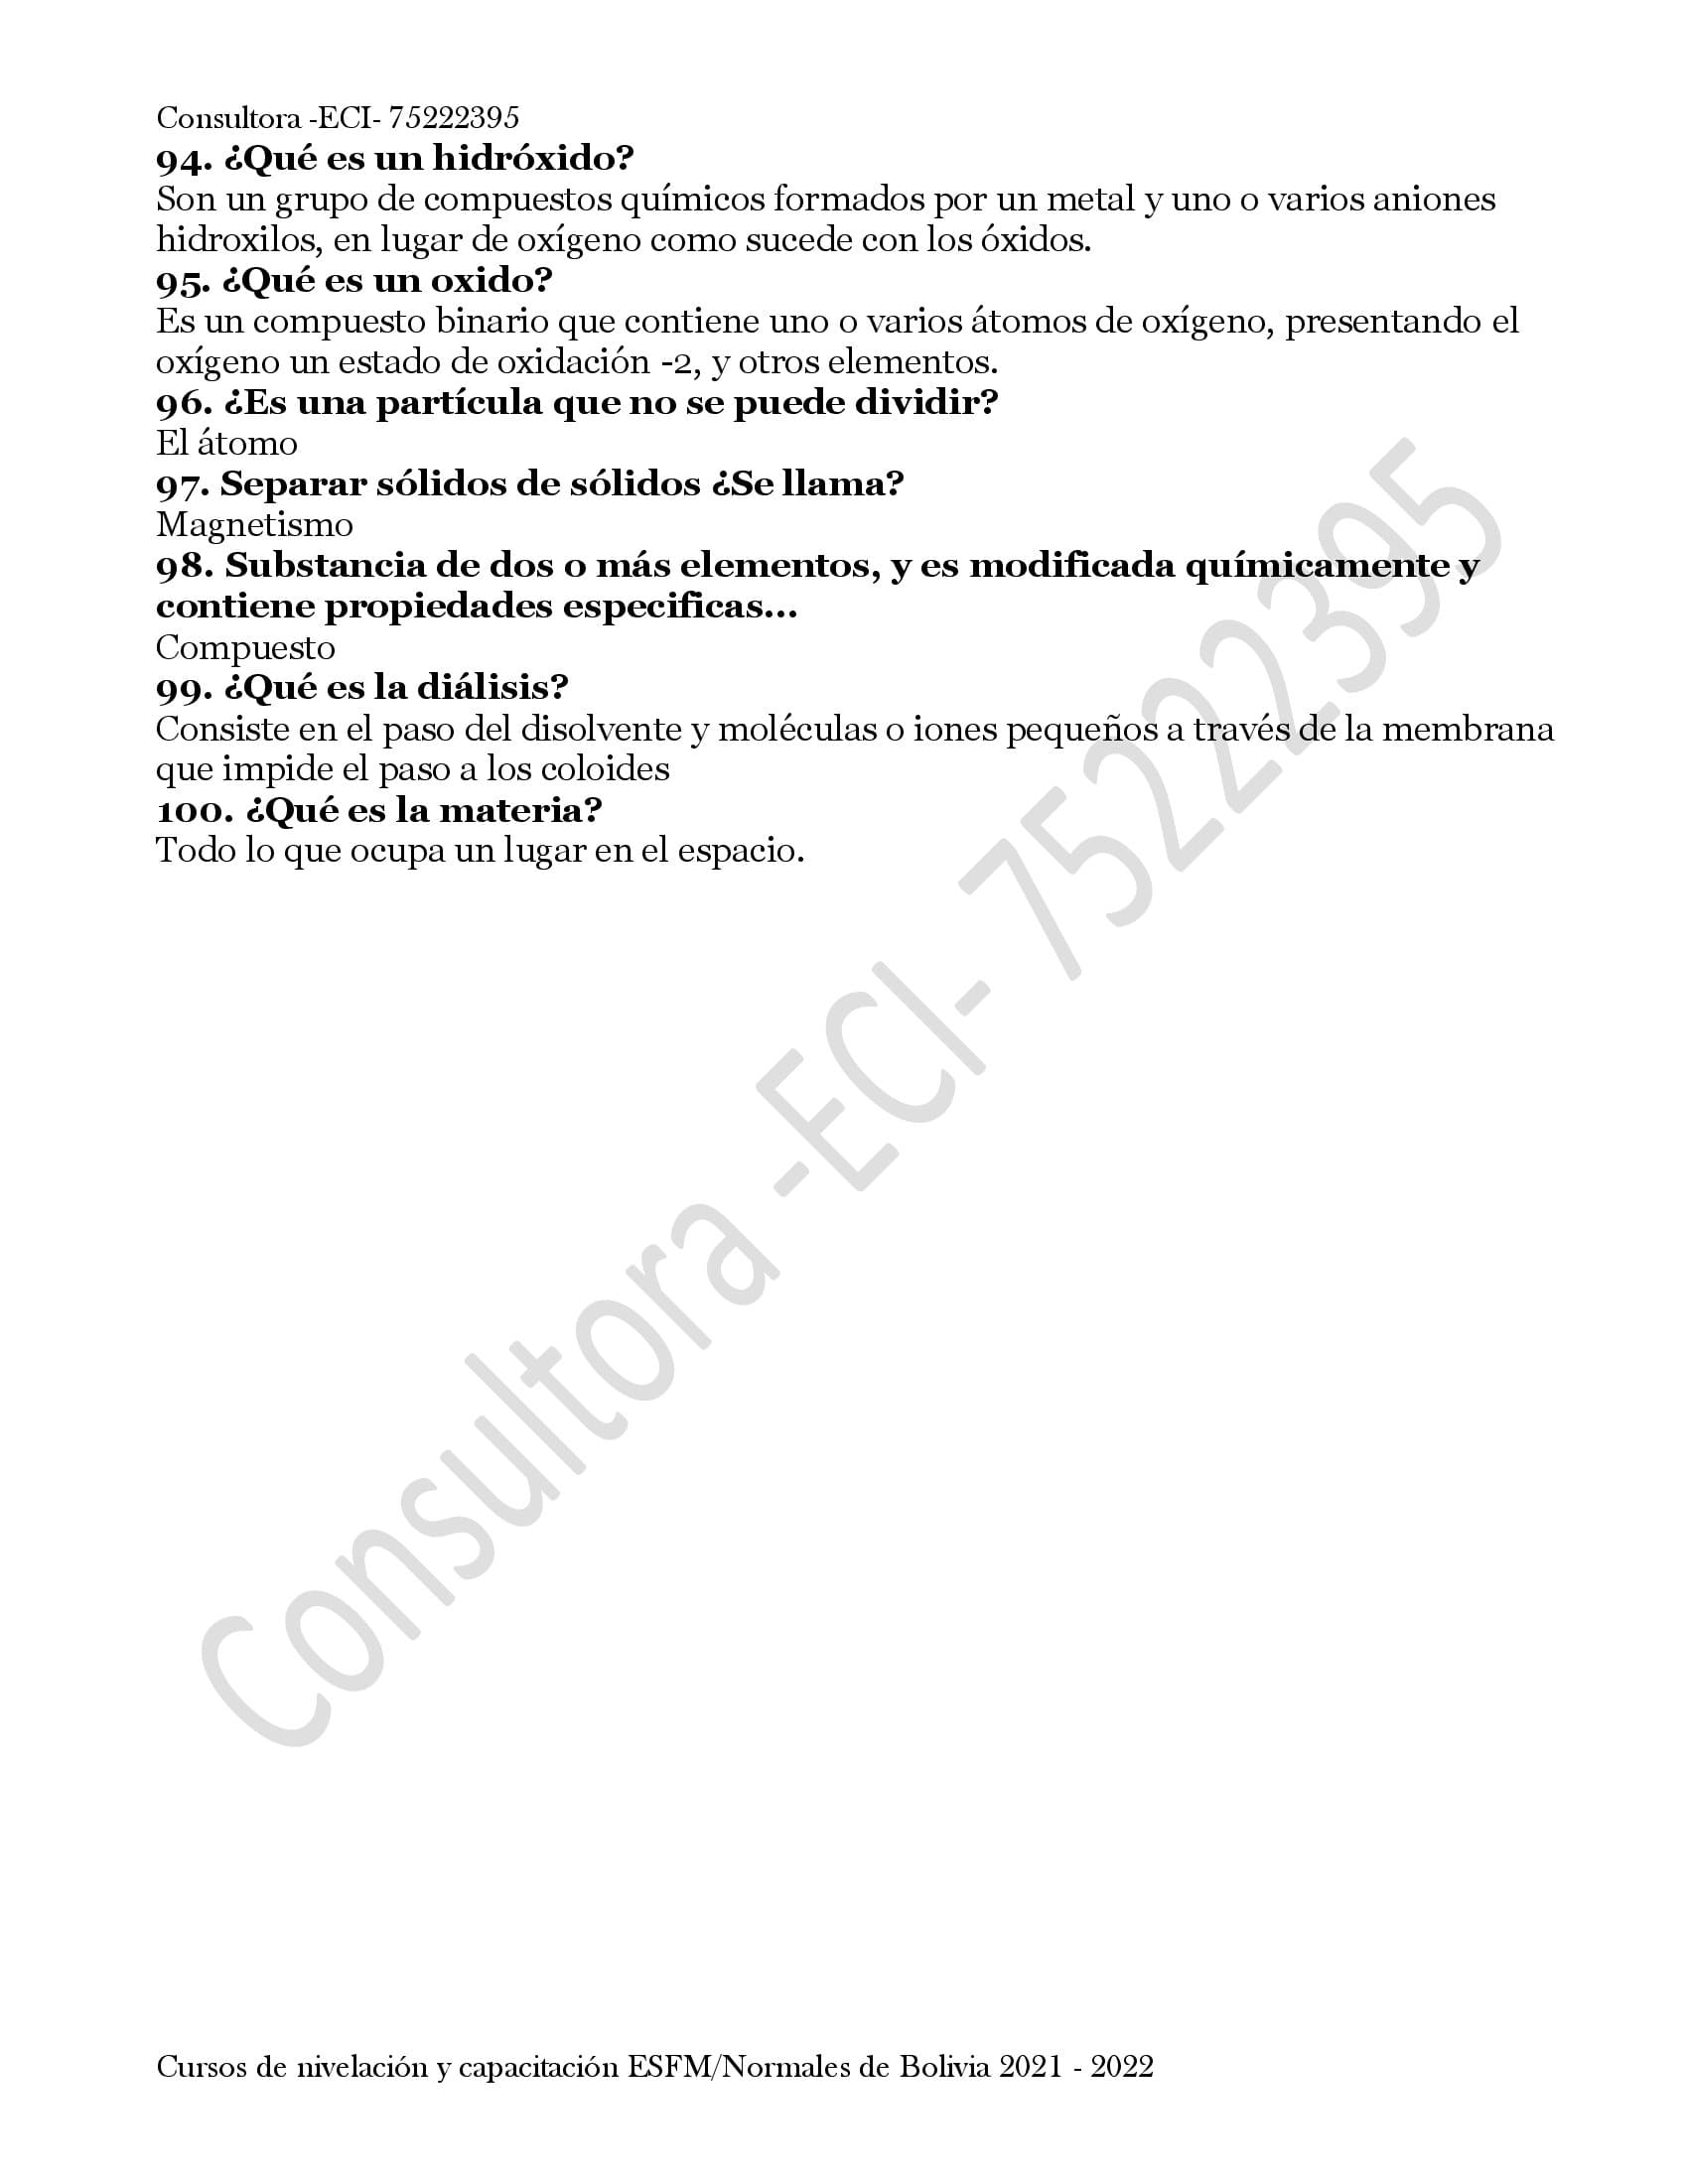 Consultora -ECI- 75222395
94. ¿Qué es un hidróxido?
Son un grupo de compuestos químicos formados por un metal y uno o varios aniones
hidroxilos, en lugar de oxígeno como sucede con los óxidos.
95. ¿Qué es un oxido?
Es un compuesto binario que contiene uno o varios átomos de oxígeno, presentando el
oxígeno un estado de oxidación -2, y otros elementos.
96. ¿Es una partícula que no se puede dividir?
El átomo
97. Separar sólidos de sólidos ¿Se llama?
Magnetismo
98. Substancia de dos o más elementos, y es modificada químicamente y
contiene propiedades especificas...
Compuesto
99. ¿Qué es la diálisis?
Consiste en el paso del disolvente y moléculas o iones pequeños a través de la membrana
que impide el paso a los coloides
100. ¿Qué es la materia?
Todo lo que ocupa un lugar en el espacio.
Consultora -ECI- 75222395
Cursos de nivelación y capacitación ESFM/Normales de Bolivia 2021 - 2022